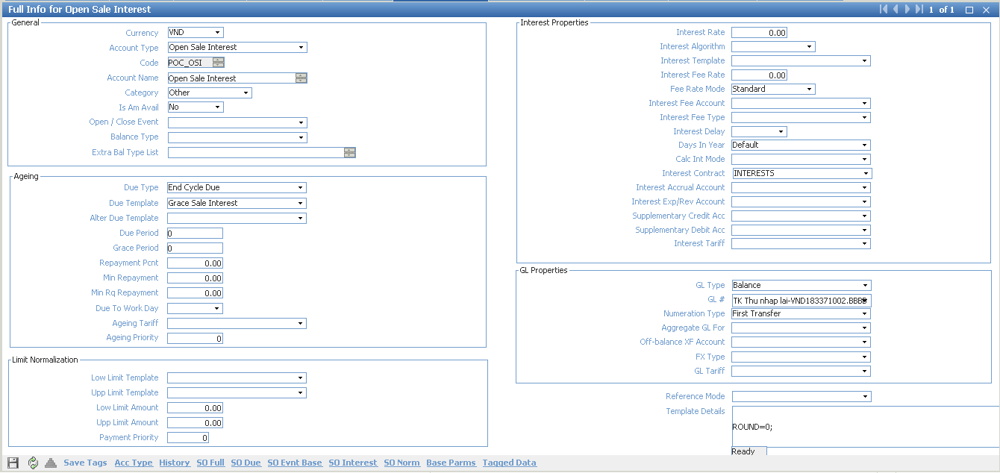 Full Info for Open Sale Interest
1 of 1
General
Currency VND
Account Type Open Sale Interest
Code POC_OSI
Account Name Open Sale Interest
Category Other
Is Am Avail No
Open / Close Event
Balance Type
Extra Bal Type List
Ageing
Due Type End Cycle Due
Due Template Grace Sale Interest
Alter Due Template
Due Period 0
Grace Period 0
Repayment Pcnt 0.00
Min Repayment 0.00
Min Rq Repayment 0.00
Due To Work Day
Ageing Tariff
Ageing Priority 0
Limit Normalization
Low Limit Template
Upp Limit Template
Low Limit Amount 0.00
Upp Limit Amount 0.00
Payment Priority 0
Interest Properties
Interest Rate 0.00
Interest Algorithm
Interest Template
Interest Fee Rate 0.00
Fee Rate Mode Standard
Interest Fee Account
Interest Fee Type
Interest Delay
Days In Year Default
Calc Int Mode
Interest Contract INTERESTS
Interest Accrual Account
Interest Exp/Rev Account
Supplementary Credit Acc
Supplementary Debit Acc
Interest Tariff
GL Properties
GL Type Balance
GL # TK Thu nhap lai-VND183371002.BBB
Numeration Type First Transfer
Aggregate GL For
Off-balance XF Account
FX Type
GL Tariff
Reference Mode
Template Details
ROUND=0;
Ready
Save Tags Acc Type History SO Full SO Due SO Evnt Base SO Interest SO Norm Base Parms Tagged Data